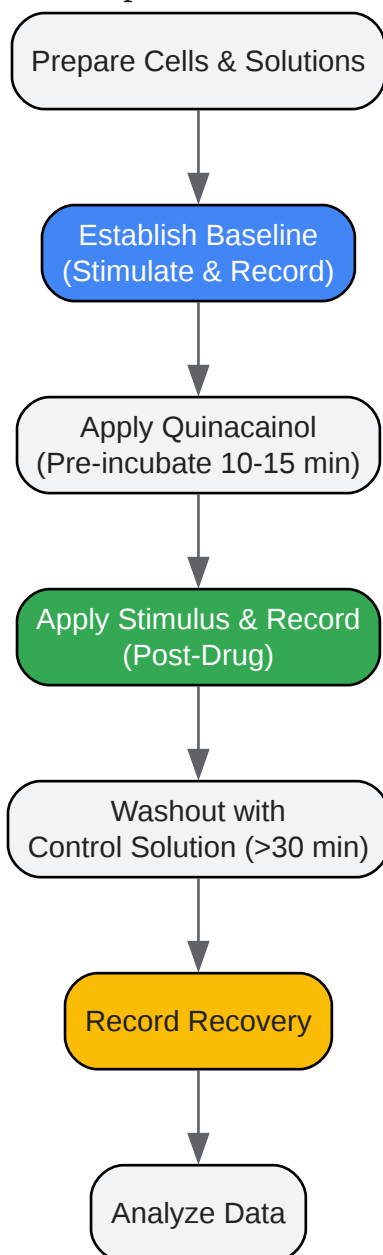 Prepare Cells & Solutions
Establish Baseline
(Stimulate & Record)
Apply Quinacainol
(Pre-incubate 10-15 min)
Apply Stimulus & Record
(Post-Drug)
Washout with
Control Solution (>30 min)
Record Recovery
Analyze Data